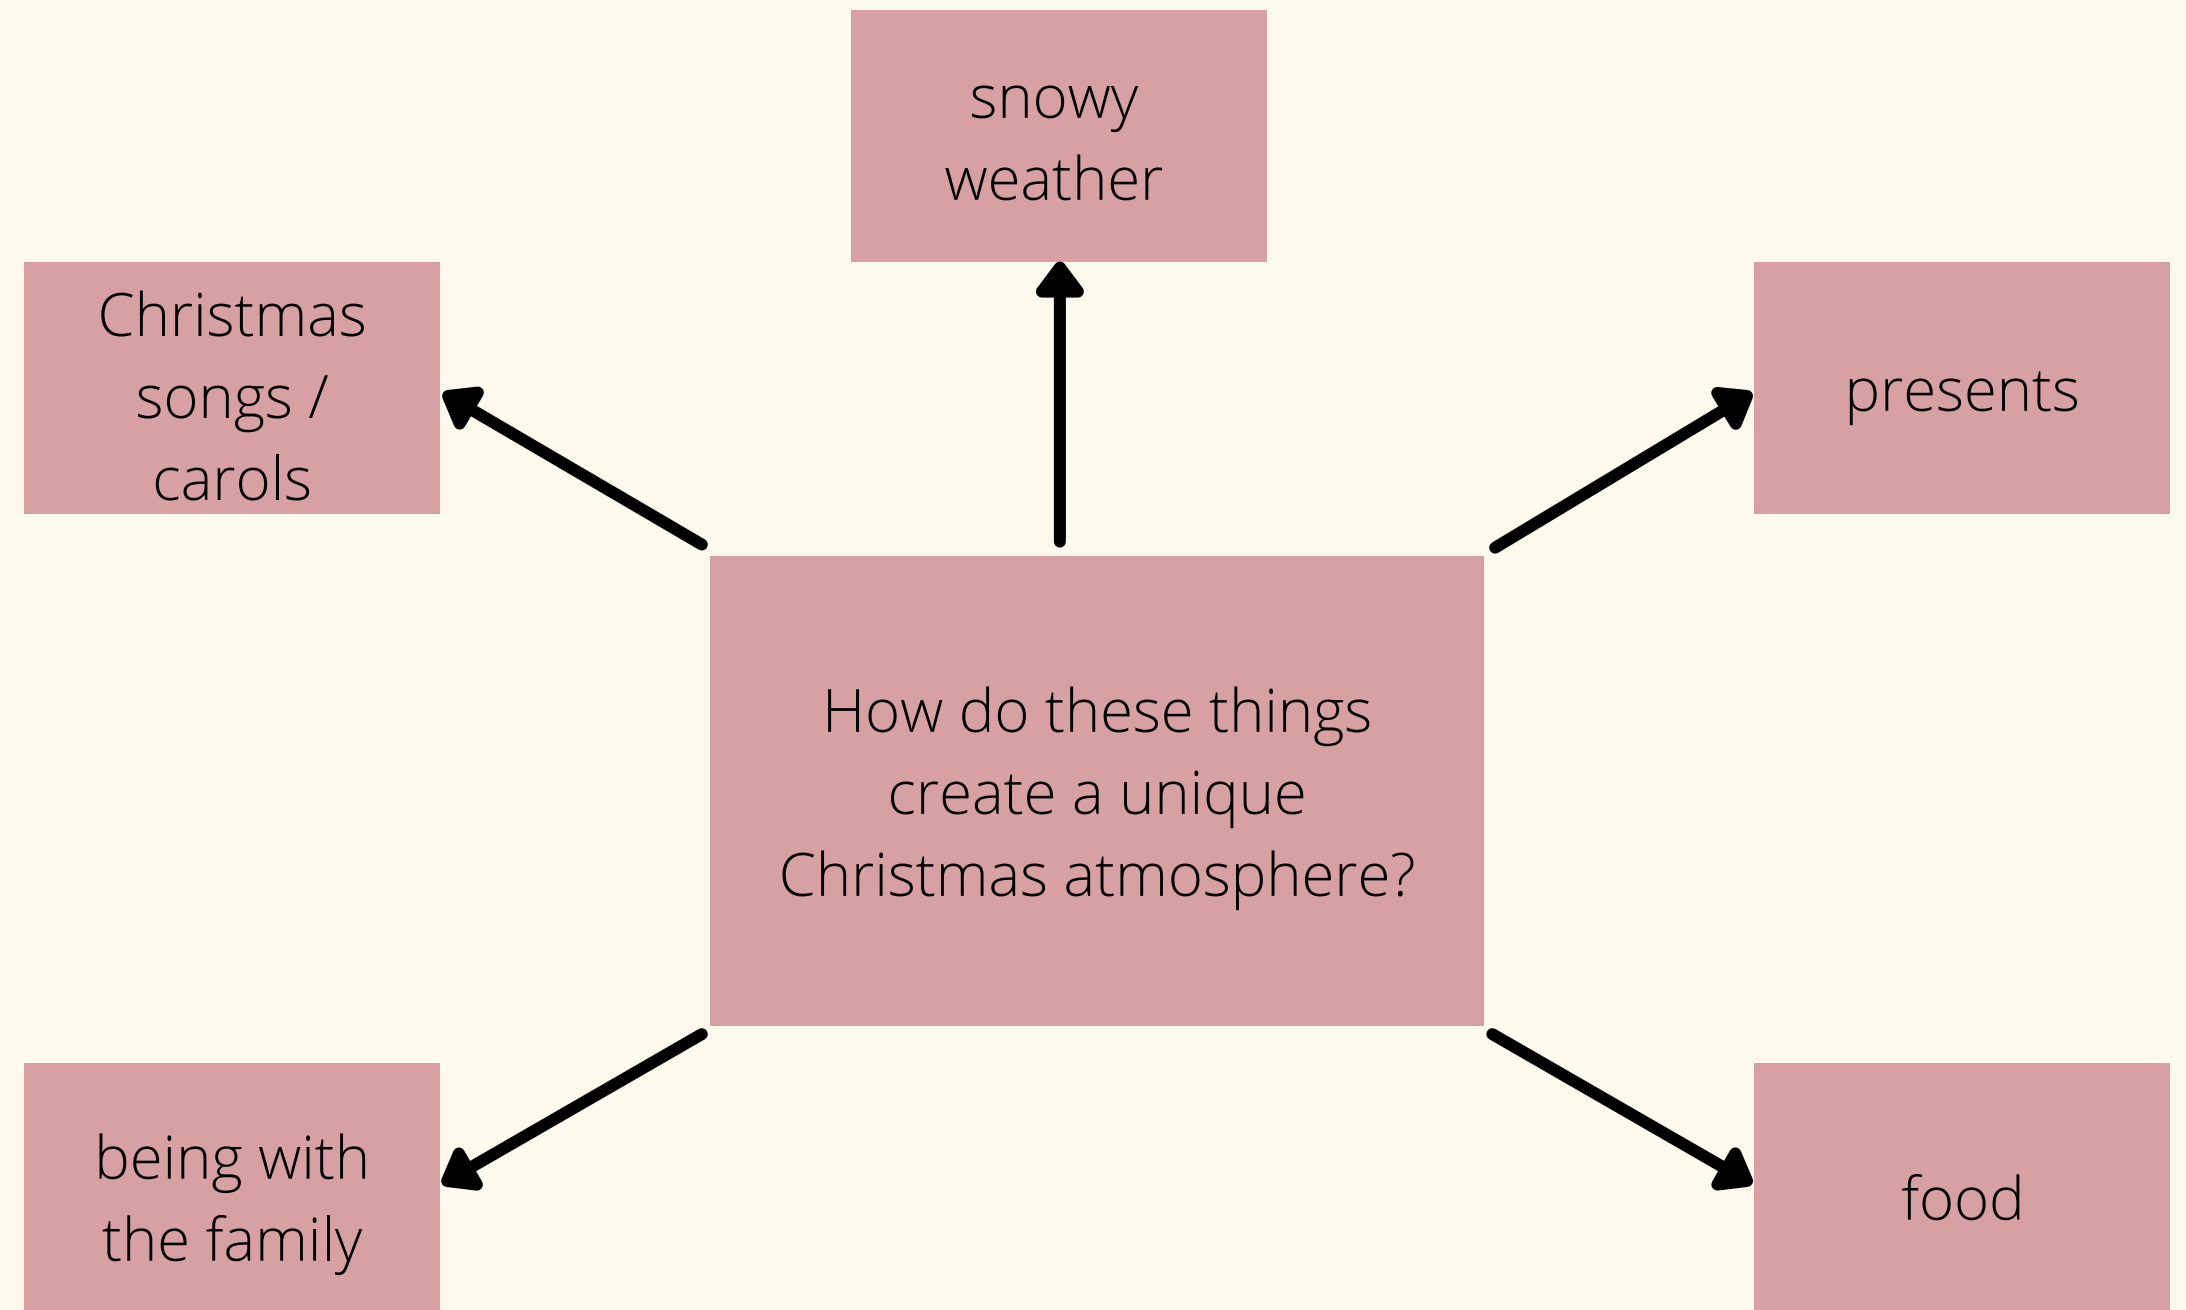 snowy
weather
Christmas
songs /
carols
presents
How do these things
create a unique
Christmas atmosphere?
being with
the family
food